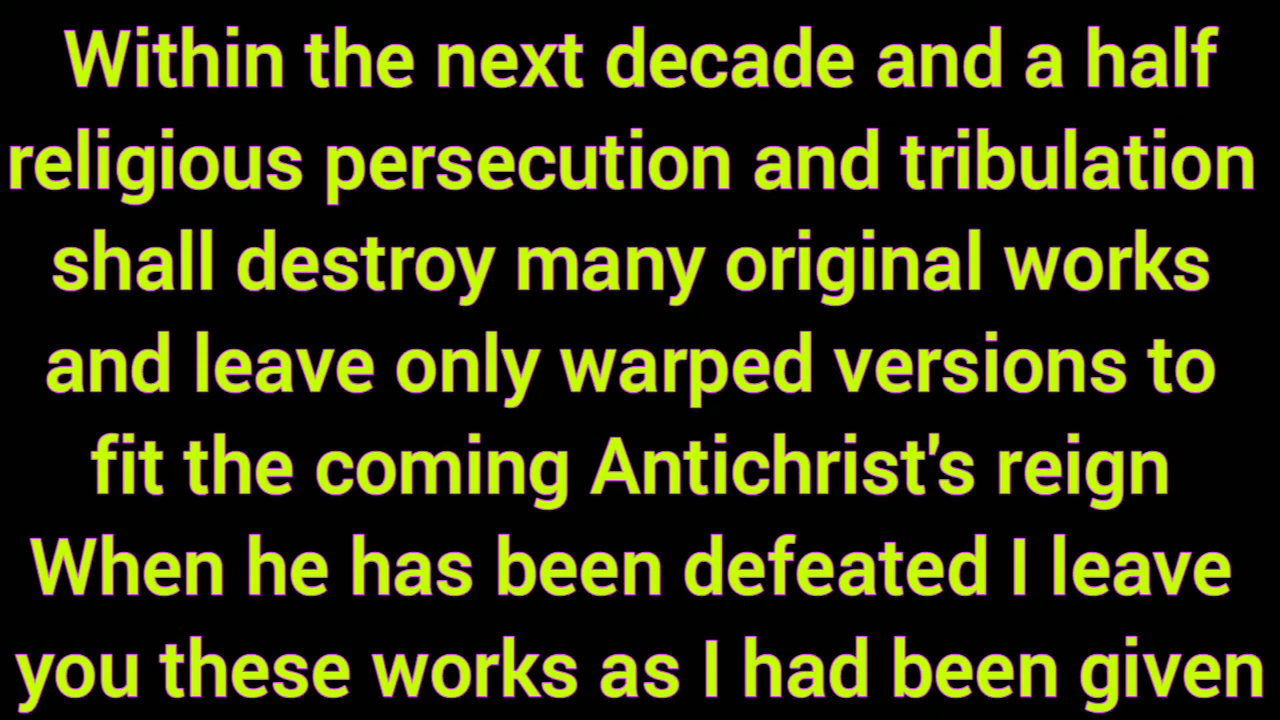 Within the next decade and a half
religious persecution and tribulation
shall destroy many original works
and leave only warped versions to
fit the coming Antichrist's reign
When he has been defeated I leave
you these works as I had been given